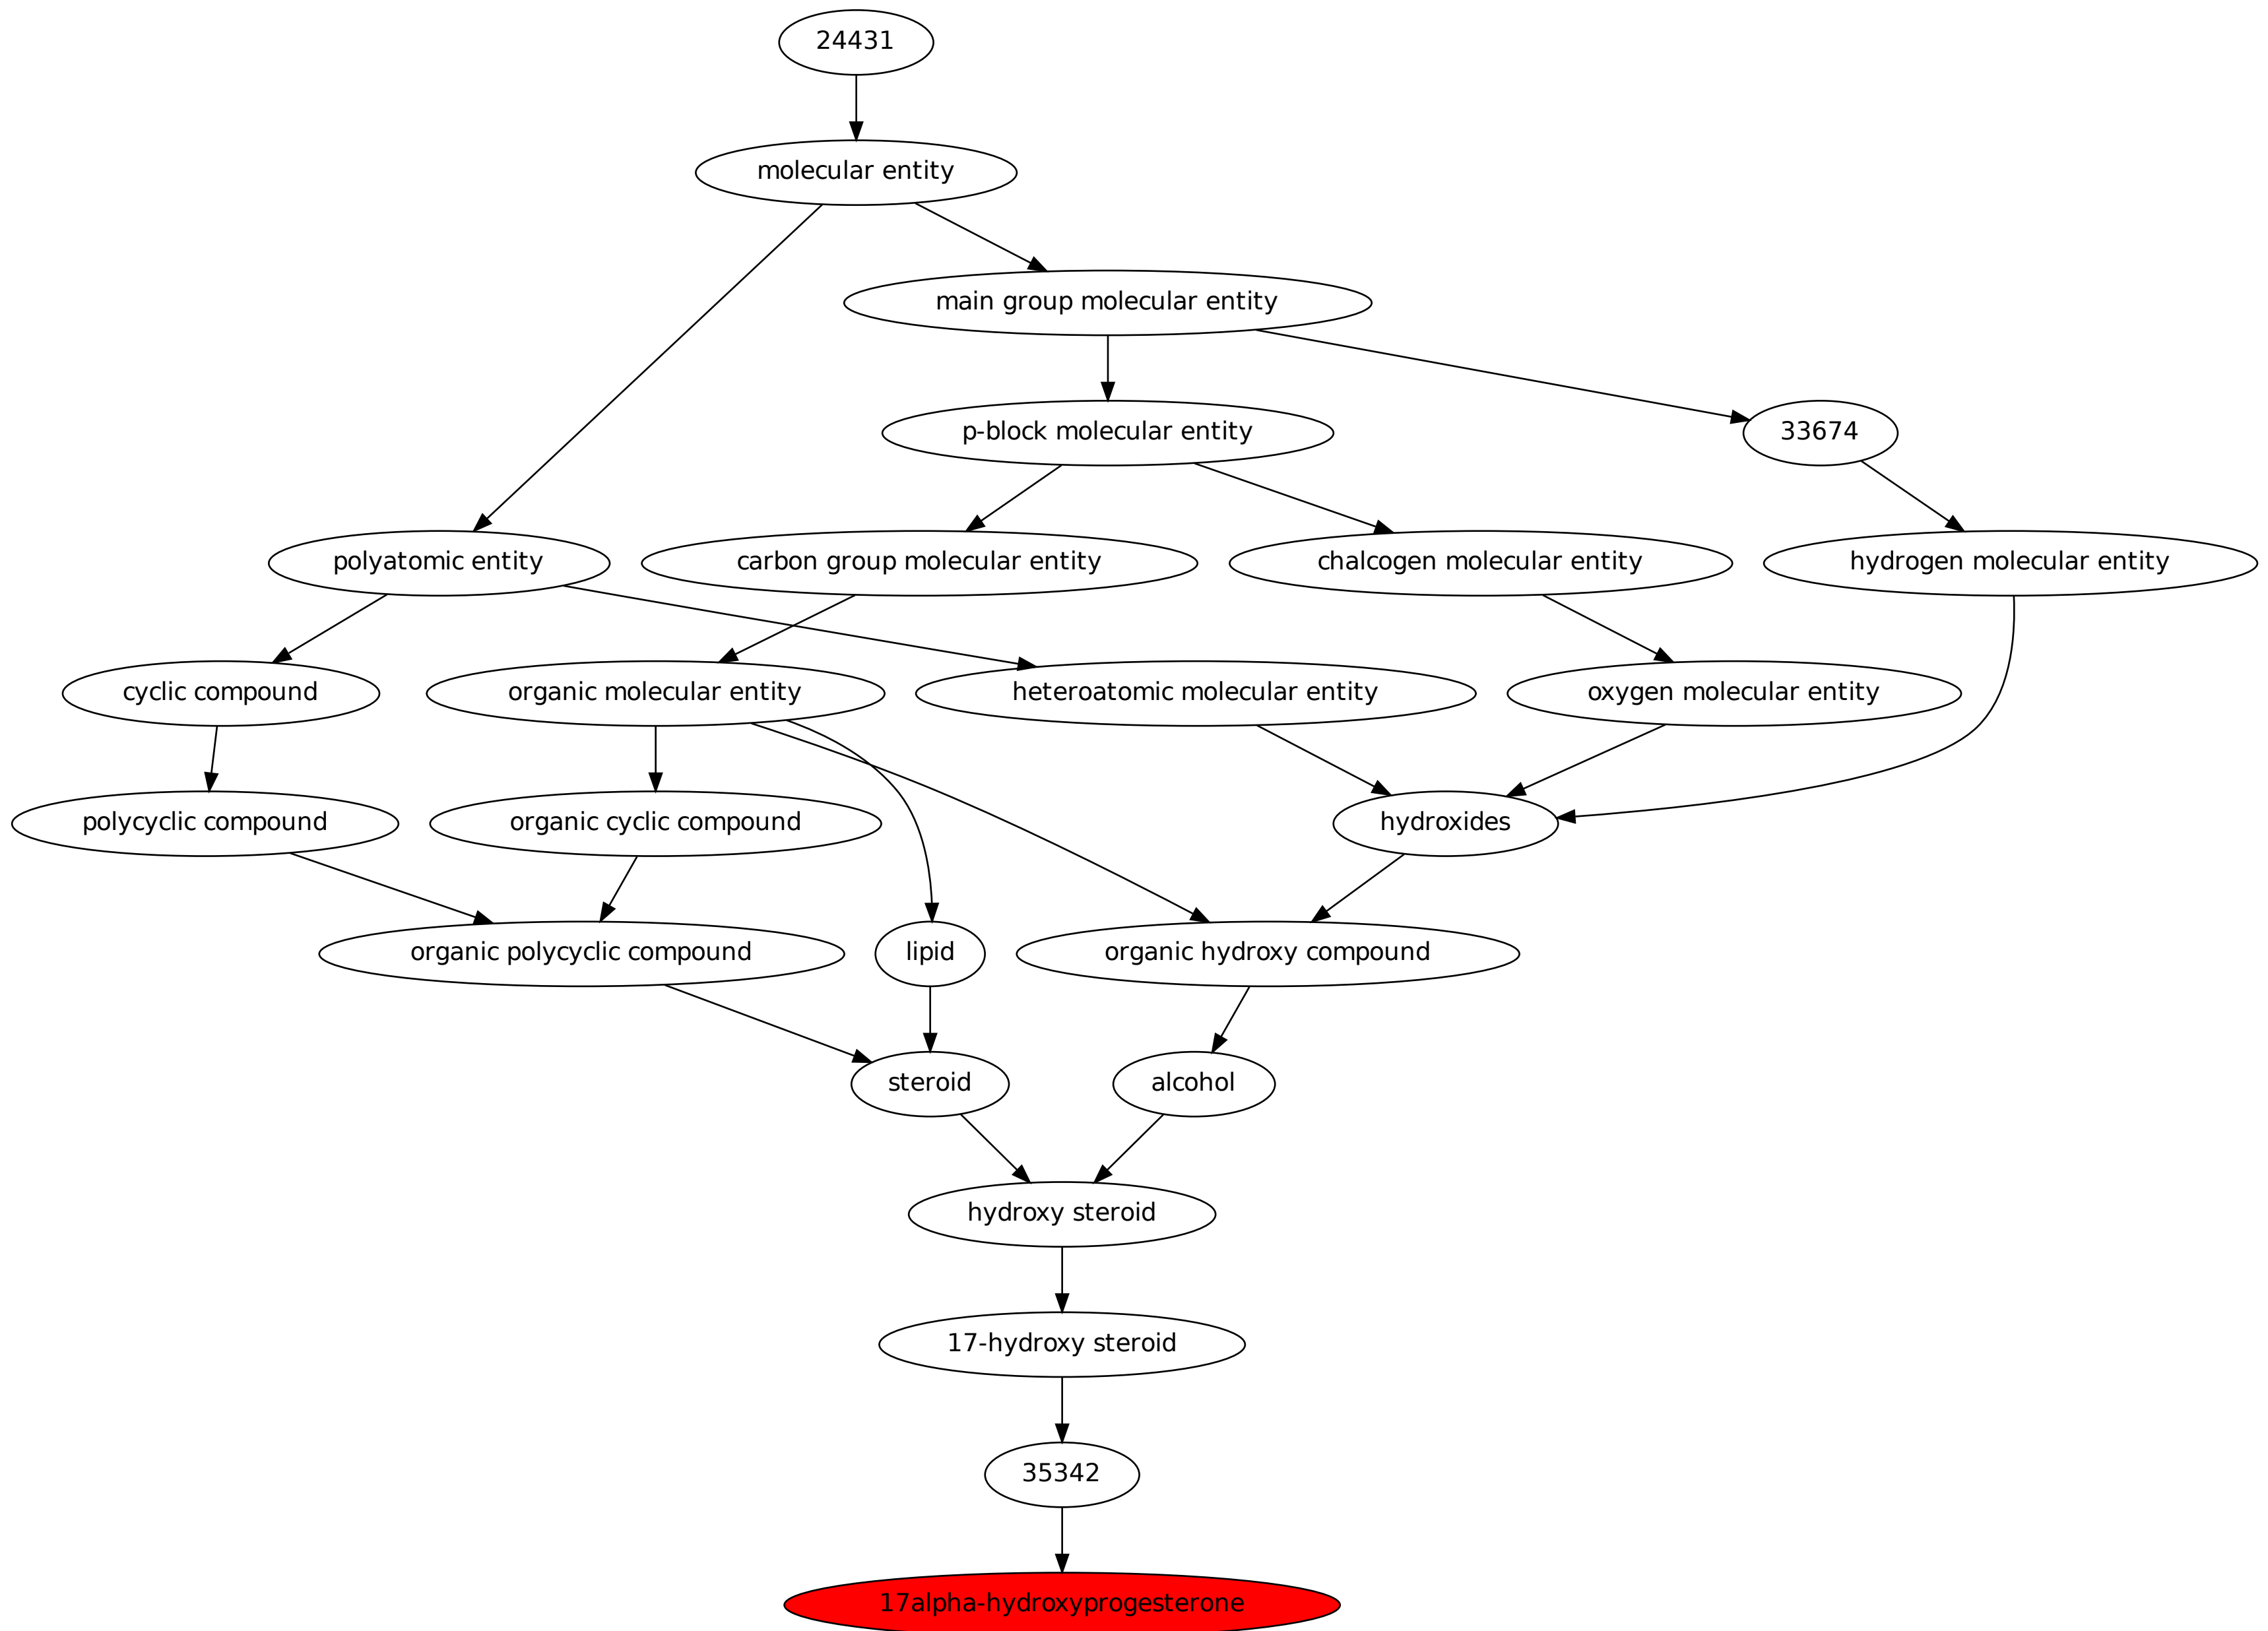 24431
molecular entity
main group molecular entity
p-block molecular entity
33674
polyatomic entity
carbon group molecular entity
chalcogen molecular entity
hydrogen molecular entity
cyclic compound
organic molecular entity
heteroatomic molecular entity
oxygen molecular entity
polycyclic compound
organic cyclic compound
hydroxides
organic polycyclic compound
lipid
organic hydroxy compound
steroid
alcohol
hydroxy steroid
17-hydroxy steroid
35342
17alpha-hydroxyprogesterone